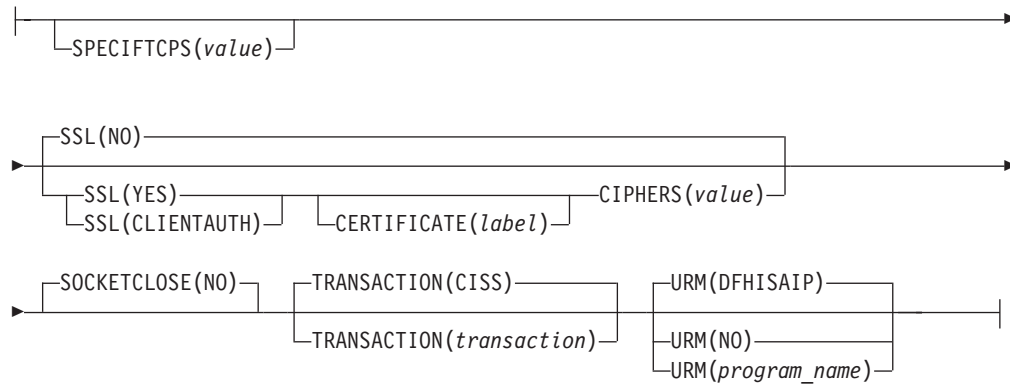 SPECIFTCPS(value)
SSL(NO)
SSL(YES)
SSL(CLIENTAUTH)
CERTIFICATE(label)
CIPHERS(value)
SOCKETCLOSE(NO)
TRANSACTION(CISS)
TRANSACTION(transaction)
URM(DFHISAIP)
URM(NO)
URM(program_name)